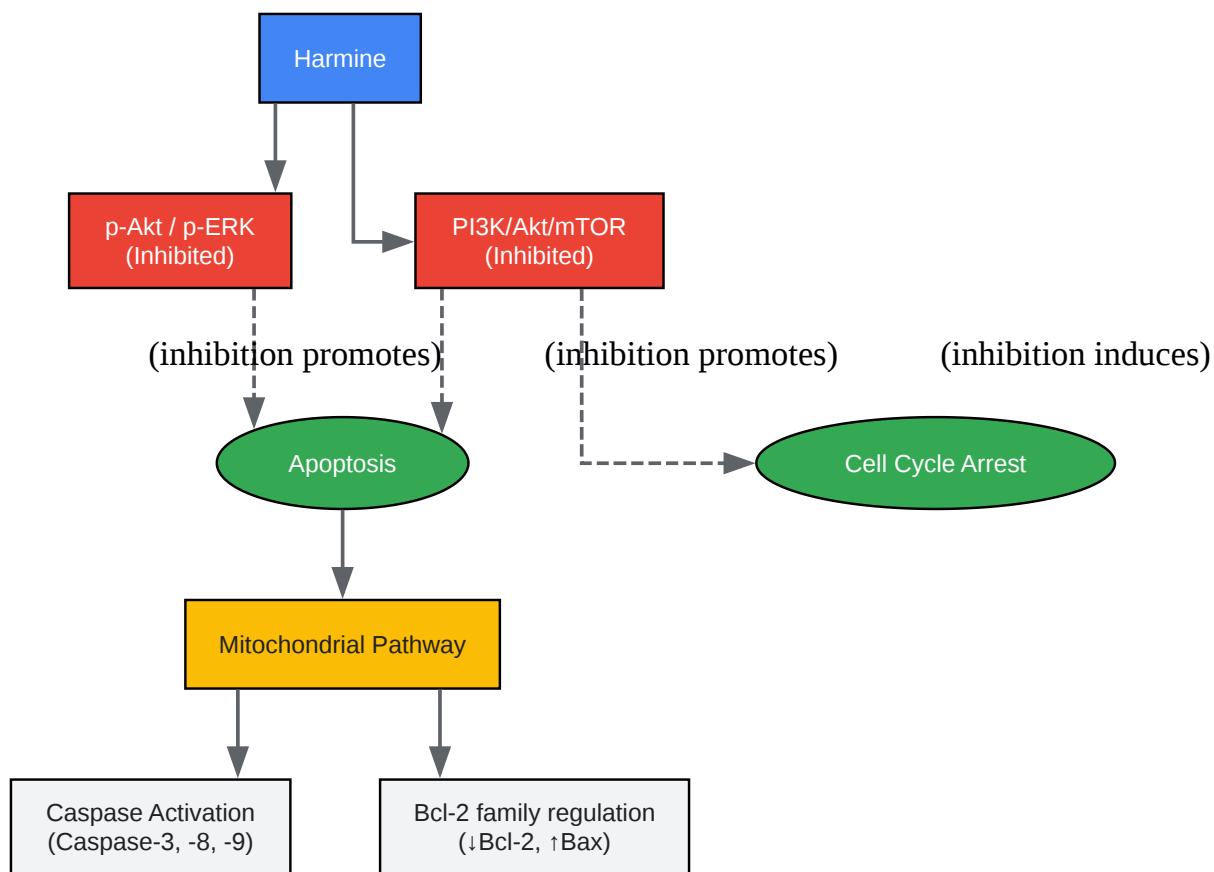 Harmine
p-Akt / p-ERK
(Inhibited)
PI3K/Akt/mTOR
(Inhibited)
(inhibition promotes)
(inhibition promotes)
(inhibition induces)
Apoptosis
Cell Cycle Arrest
Mitochondrial Pathway
Caspase Activation
(Caspase-3, -8, -9)
Bcl-2 family regulation
(↓Bcl-2, ↑Bax)